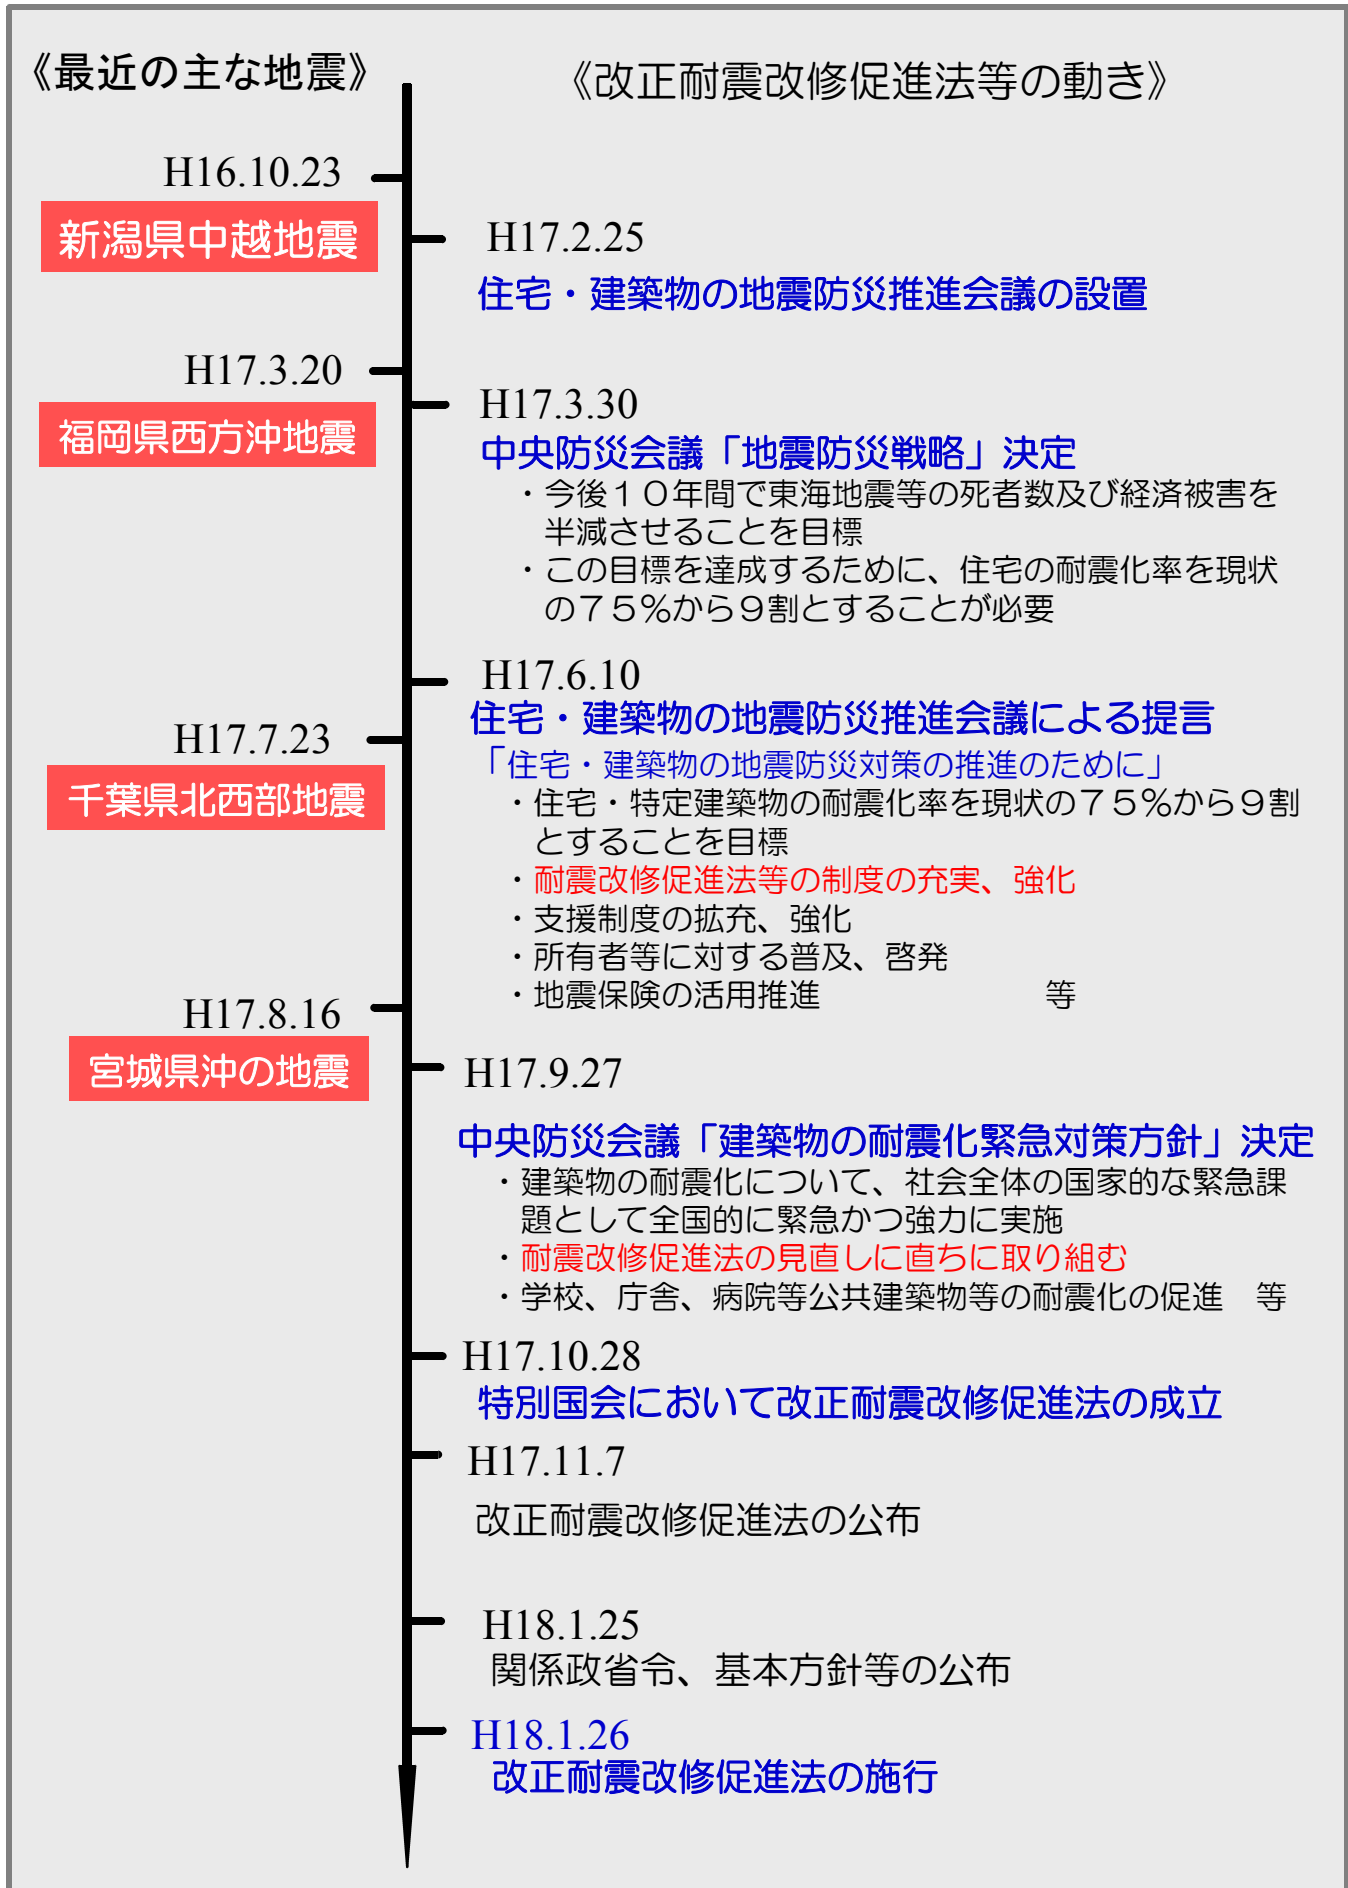 《最近の主な地震》
《改正耐震改修促進法等の動き》
H16.10.23
新潟県中越地震
H17.2.25
住宅・建築物の地震防災推進会議の設置
H17.3.20
福岡県西方沖地震
H17.3.30
中央防災会議「地震防災戦略」決定
・今後１０年間で東海地震等の死者数及び経済被害を
半減させることを目標
・この目標を達成するために、住宅の耐震化率を現状
の７５％から９割とすることが必要
H17.6.10
住宅・建築物の地震防災推進会議による提言
「住宅・建築物の地震防災対策の推進のために」
・住宅・特定建築物の耐震化率を現状の７５％から９割
とすることを目標
・耐震改修促進法等の制度の充実、強化
・支援制度の拡充、強化
・所有者等に対する普及、啓発
・地震保険の活用推進　　　　　　　等
H17.7.23
千葉県北西部地震
H17.8.16
宮城県沖の地震
H17.9.27
中央防災会議「建築物の耐震化緊急対策方針」決定
・建築物の耐震化について、社会全体の国家的な緊急課
題として全国的に緊急かつ強力に実施
・耐震改修促進法の見直しに直ちに取り組む
・学校、庁舎、病院等公共建築物等の耐震化の促進　等
H17.10.28
特別国会において改正耐震改修促進法の成立
H17.11.7
改正耐震改修促進法の公布
H18.1.25
関係政省令、基本方針等の公布
H18.1.26
改正耐震改修促進法の施行